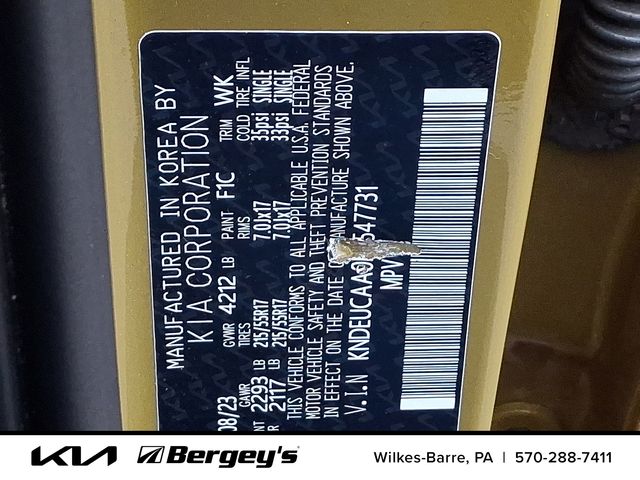 MANUFACTURED IN KOREA BY
KIA CORPORATION
08/23 GVWR 4212 LB PAINT F1C TRIM WK
GAWR TIRES RIMS COLD TIRE INFL
2293 LB 215/55R17 7.0Jx17 35psi SINGLE
2117 LB 215/55R17 7.0Jx17 33psi SINGLE
THIS VEHICLE CONFORMS TO ALL APPLICABLE U.S.A. FEDERAL
MOTOR VEHICLE SAFETY AND THEFT PREVENTION STANDARDS
IN EFFECT ON THE DATE MANUFACTURE SHOWN ABOVE.
V.I.N KNDEUCAA 547731
MPV
KIA Bergey's
Wilkes-Barre, PA | 570-288-7411